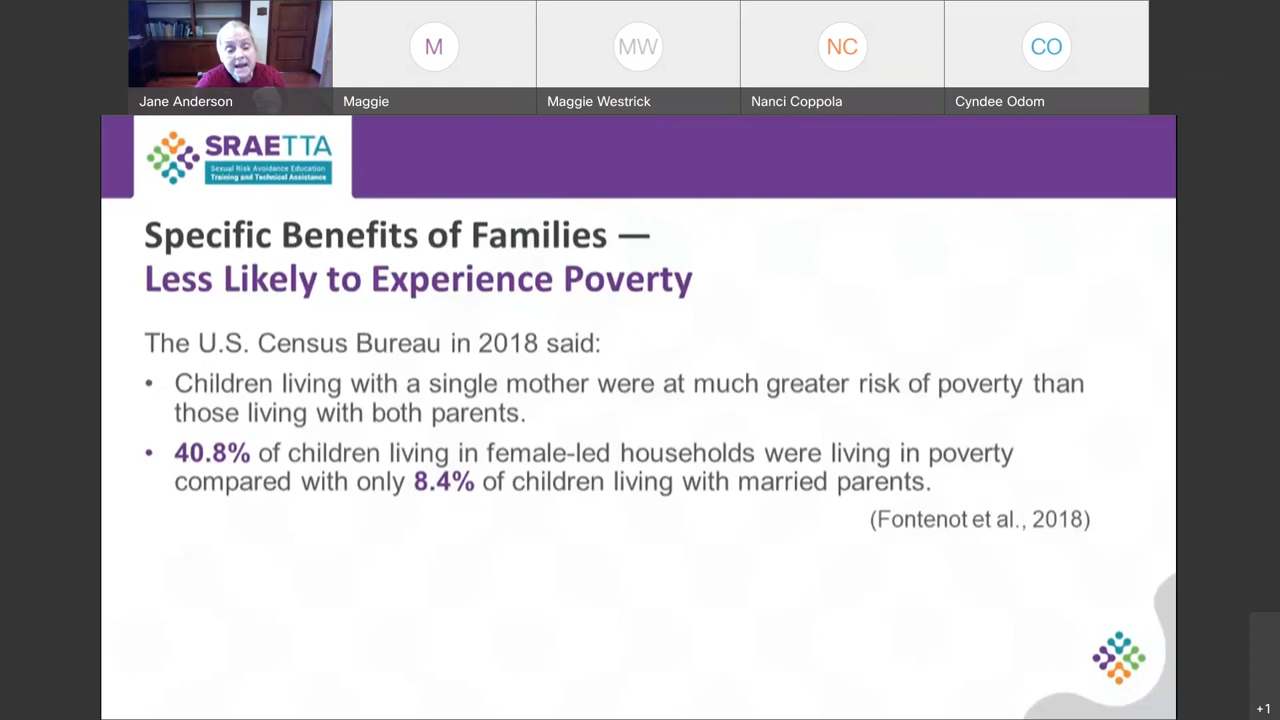 M
MW
NC
CO
Jane Anderson
Maggie
Maggie Westrick
Nanci Coppola
Cyndee Odom
SRAETTA
Sexual Risk Avoidance Education
Training and Technical Assistance
Specific Benefits of Families —
Less Likely to Experience Poverty
The U.S. Census Bureau in 2018 said:
• Children living with a single mother were at much greater risk of poverty than
those living with both parents.
• 40.8% of children living in female-led households were living in poverty
compared with only 8.4% of children living with married parents.
(Fontenot et al., 2018)
+1